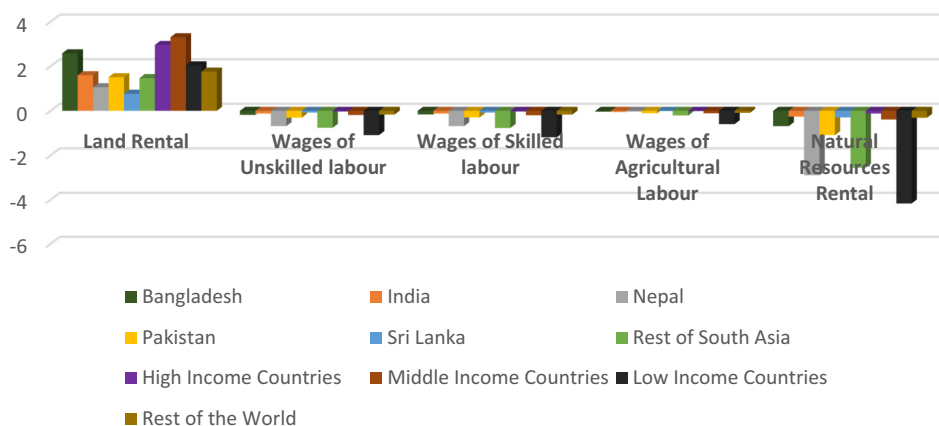 4
2
0
-2
-4
-6
Land Rental
Wages of
Unskilled labour
Wages of Skilled
labour
Wages of
Agricultural
Labour
Natural
Resources
Rental
Bangladesh
India
Nepal
Pakistan
Sri Lanka
Rest of South Asia
High Income Countries
Middle Income Countries
Low Income Countries
Rest of the World